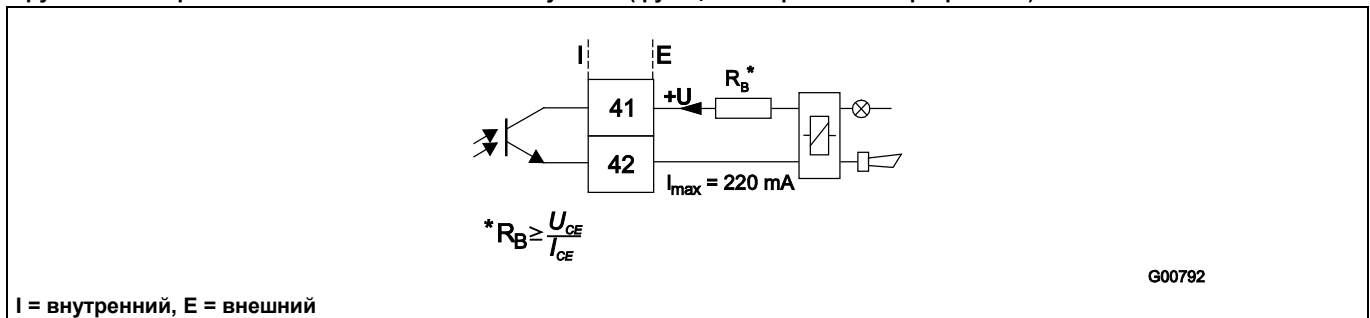 I E
41 +U R_B*
42
I_max = 220 mA
*R_B ≥ U_CE / I_CE
G00792
I = внутренний, E = внешний